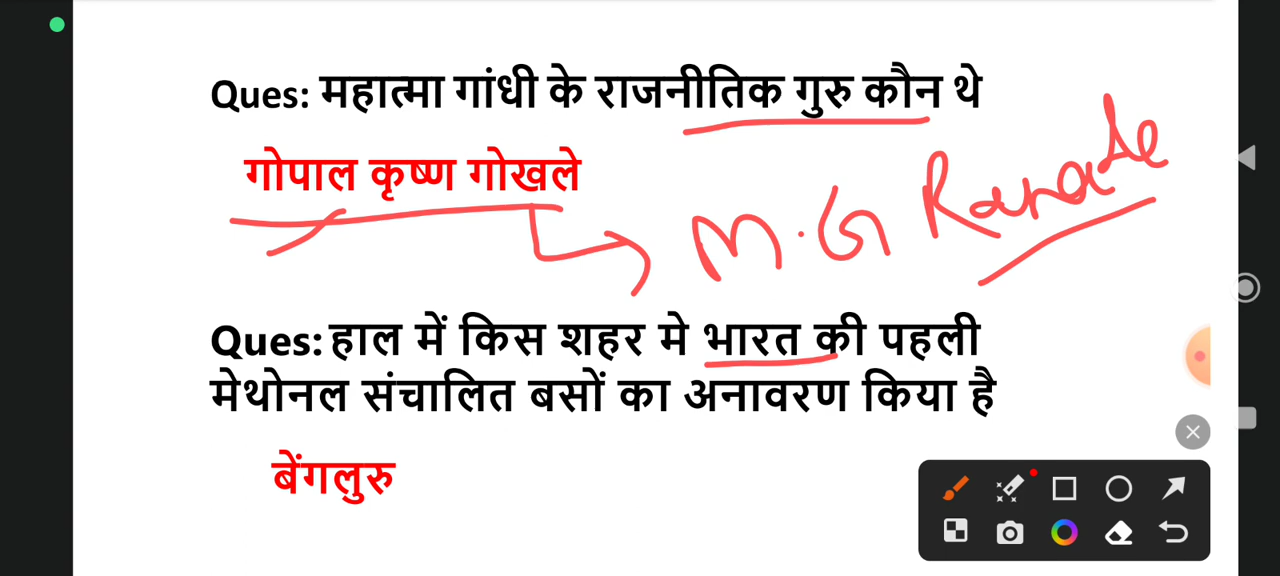 Ques: महात्मा गांधी के राजनीतिक गुरु कौन थे
गोपाल कृष्ण गोखले
M.G Ranade
Ques: हाल में किस शहर मे भारत की पहली
मेथोनल संचालित बसों का अनावरण किया है
बेंगलुरु